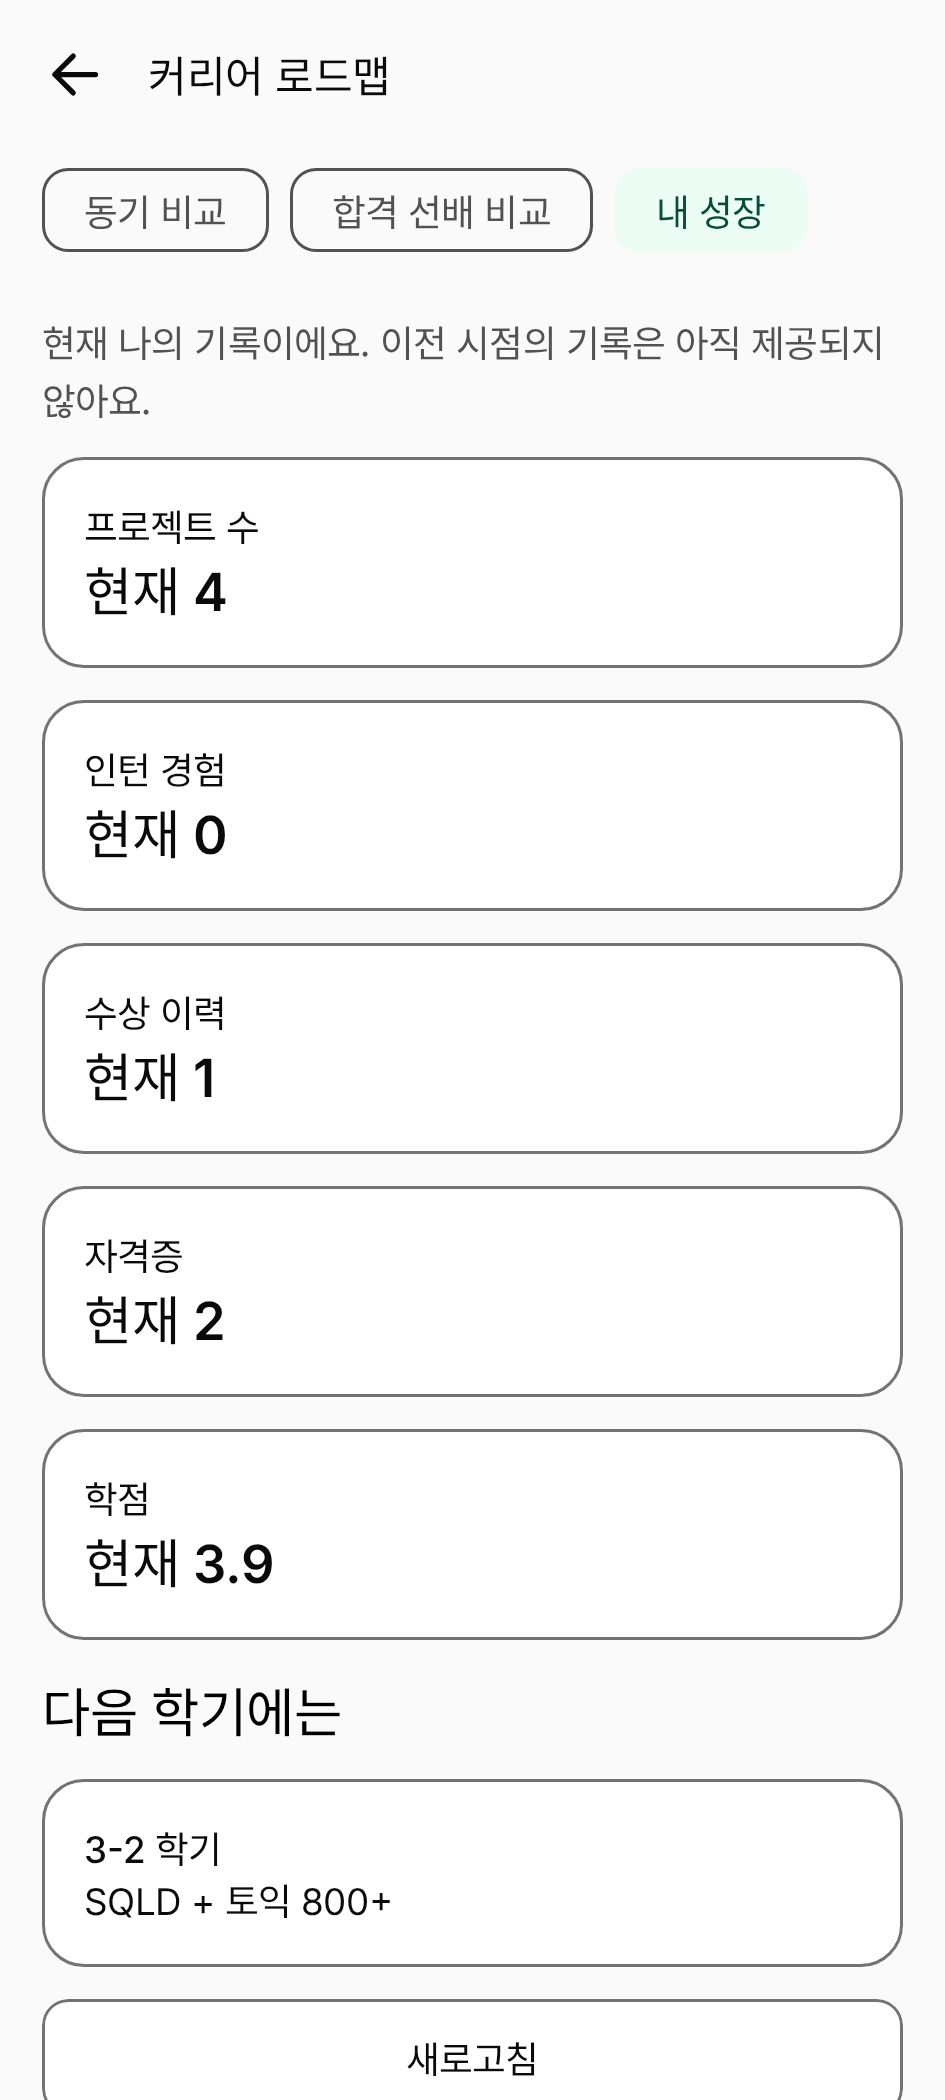 커리어 로드맵
동기 비교
합격 선배 비교
내 성장
현재 나의 기록이에요. 이전 시점의 기록은 아직 제공되지
않아요.
프로젝트 수
현재 4
인턴 경험
현재 0
수상 이력
현재 1
자격증
현재 2
학점
현재 3.9
다음 학기에는
3-2 학기
SQLD + 토익 800+
새로고침